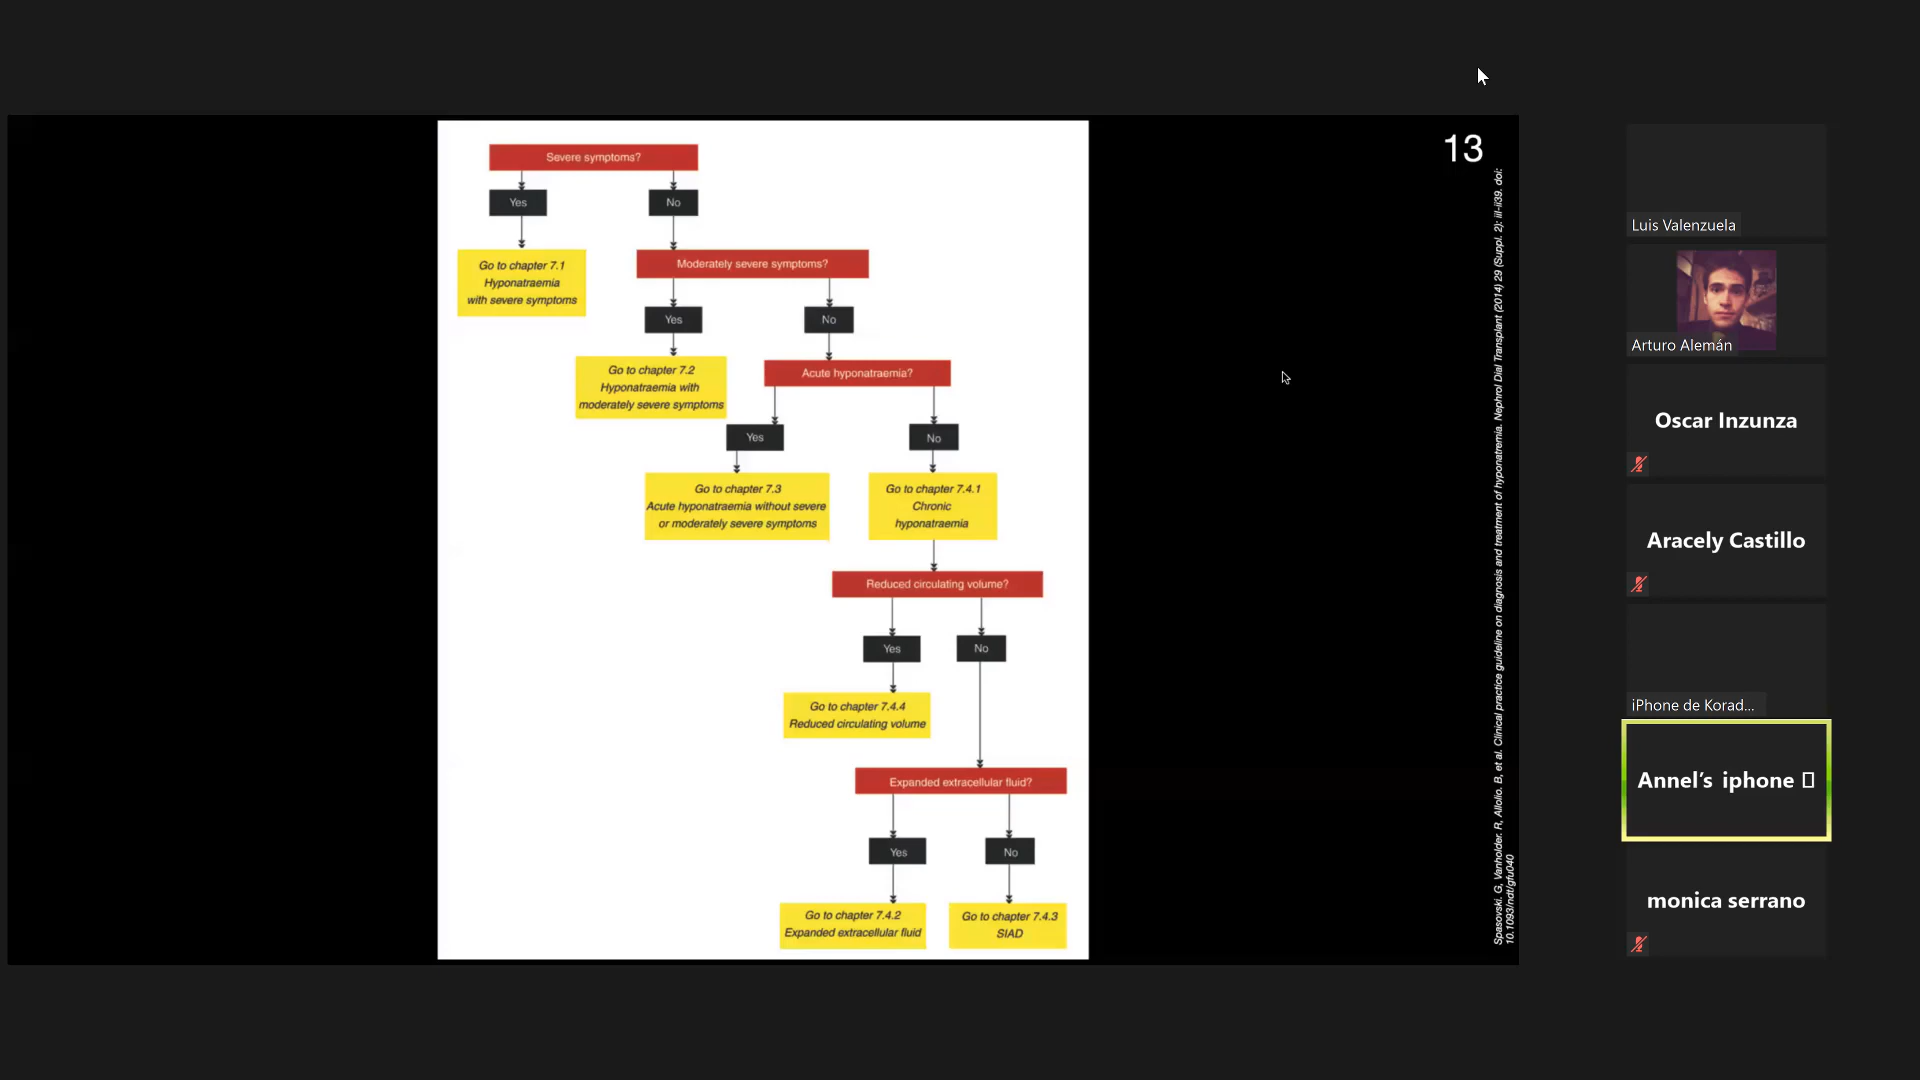 13
Severe symptoms?
Yes
No
Go to chapter 7.1
Hyponatraemia
with severe symptoms
Moderately severe symptoms?
Yes
No
Go to chapter 7.2
Hyponatraemia with
moderately severe symptoms
Acute hyponatraemia?
Yes
No
Go to chapter 7.3
Acute hyponatraemia without severe
or moderately severe symptoms
Go to chapter 7.4.1
Chronic
hyponatraemia
Reduced circulating volume?
Yes
No
Go to chapter 7.4.4
Reduced circulating volume
Expanded extracellular fluid?
Yes
No
Go to chapter 7.4.2
Expanded extracellular fluid
Go to chapter 7.4.3
SIAD
Spasovski. G, Vanholder. R, Allolio. B, et al. Clinical practice guideline on diagnosis and treatment of hyponatremia. Nephrol Dial Transplant (2014) 29 (Suppl. 2): iiI-ii39. doi:
10.1093/ndt/gfu040
Luis Valenzuela
Arturo Alemán
Oscar Inzunza
Aracely Castillo
iPhone de Korad...
Annel’s iphone
monica serrano